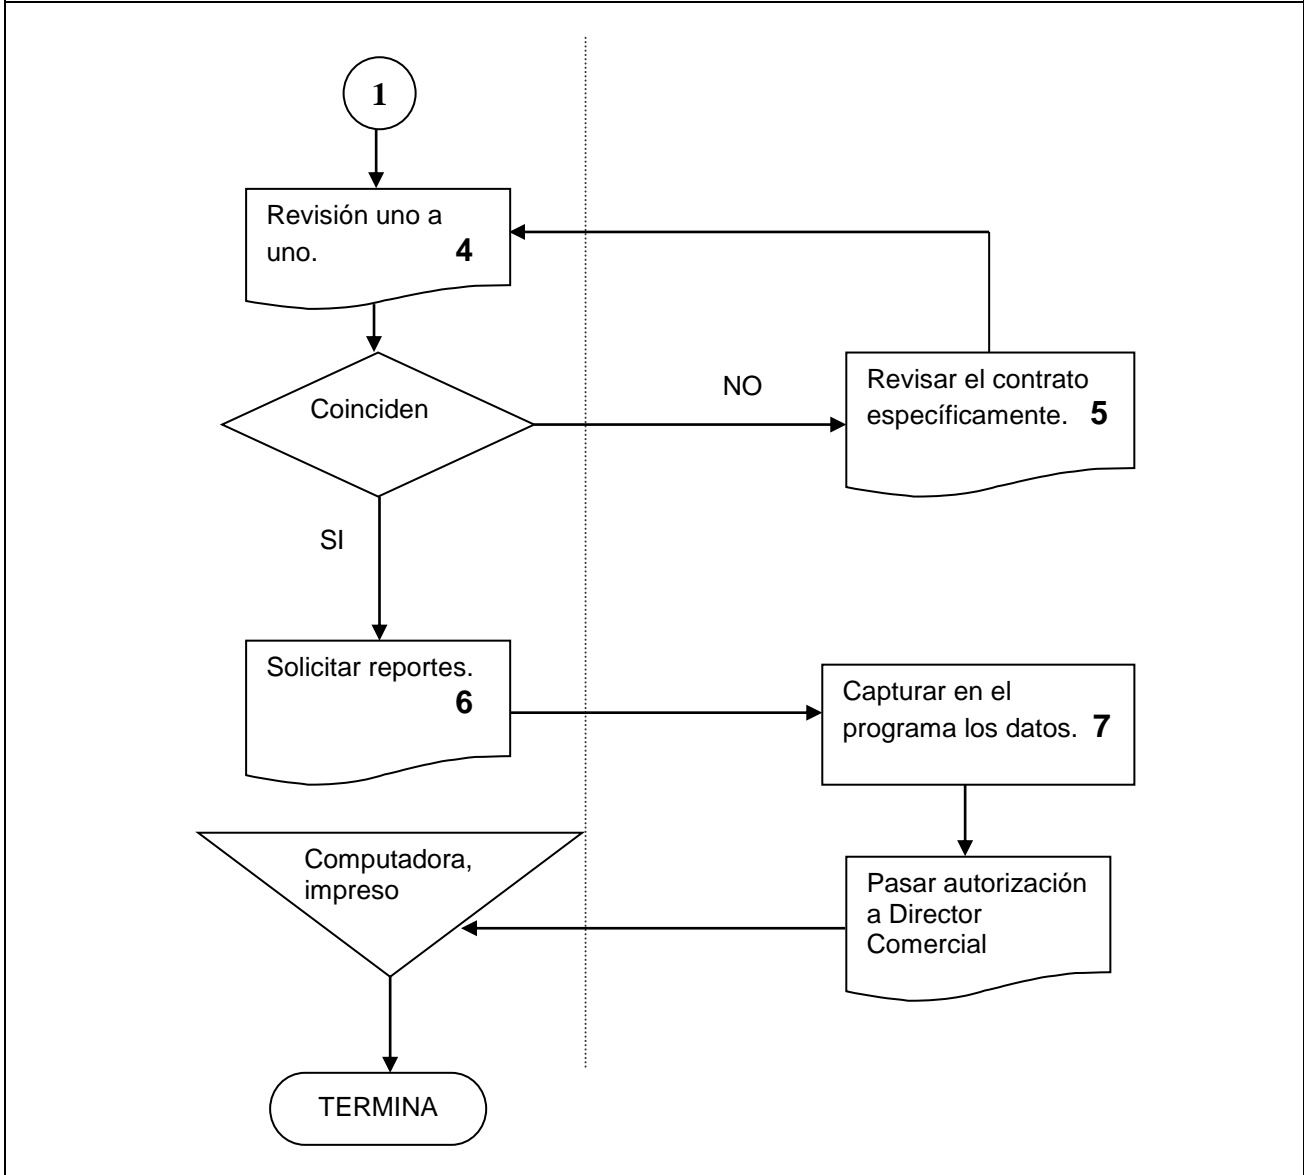 1
Revisión uno a
uno. 4
Coinciden
NO
Revisar el contrato
específicamente. 5
SI
Solicitar reportes.
6
Capturar en el
programa los datos. 7
Computadora,
impreso
Pasar autorización
a Director
Comercial
TERMINA